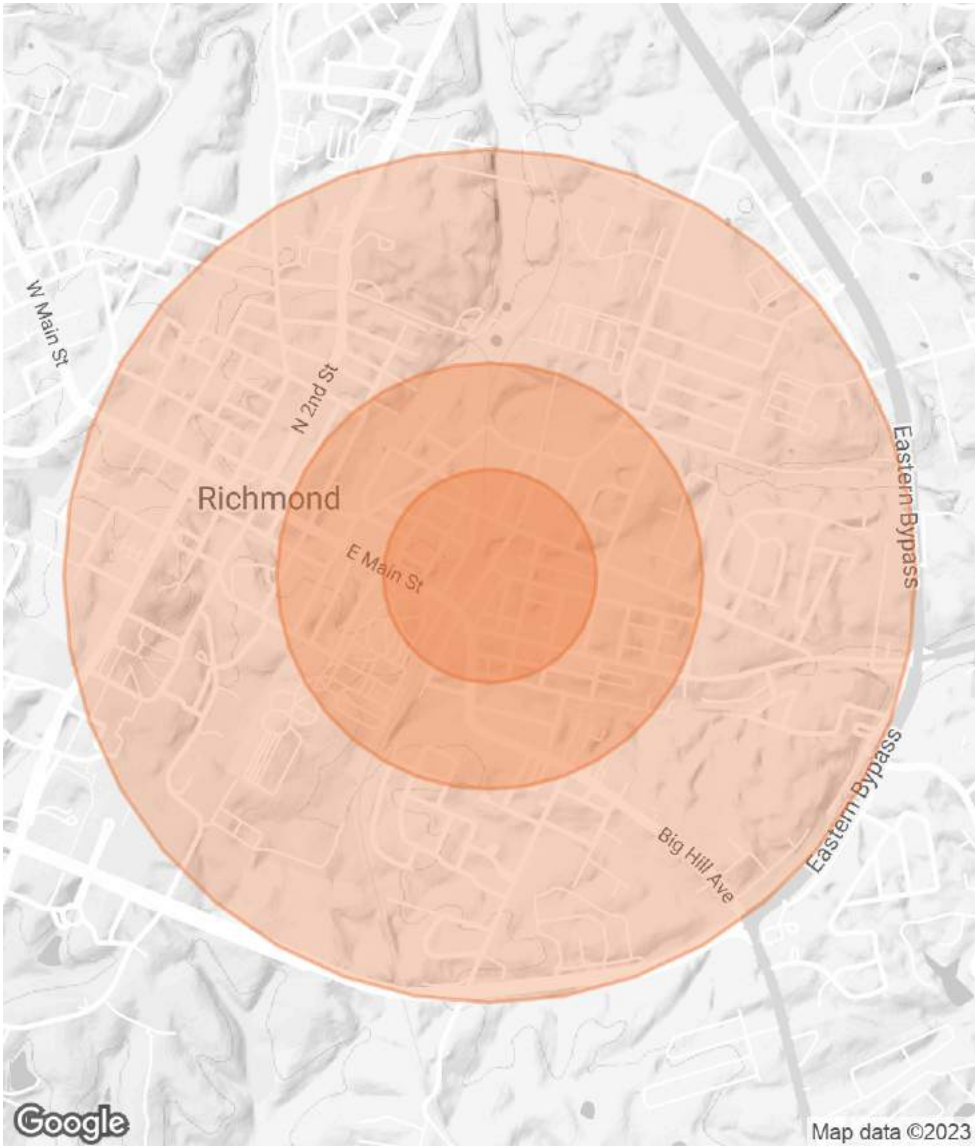 W Main St
N 2nd St
Richmond
E Main St
Eastern Bypass
Eastern Bypass
Big Hill Ave
Google
Map data ©2023